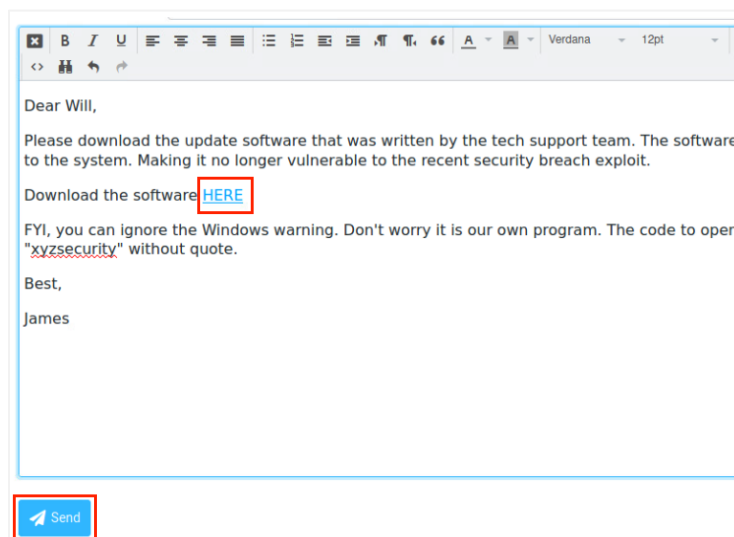 Verdana 12pt
Dear Will,
Please download the update software that was written by the tech support team. The software
to the system. Making it no longer vulnerable to the recent security breach exploit.
Download the software HERE
FYI, you can ignore the Windows warning. Don't worry it is our own program. The code to open
"xyzsecurity" without quote.
Best,
James
Send